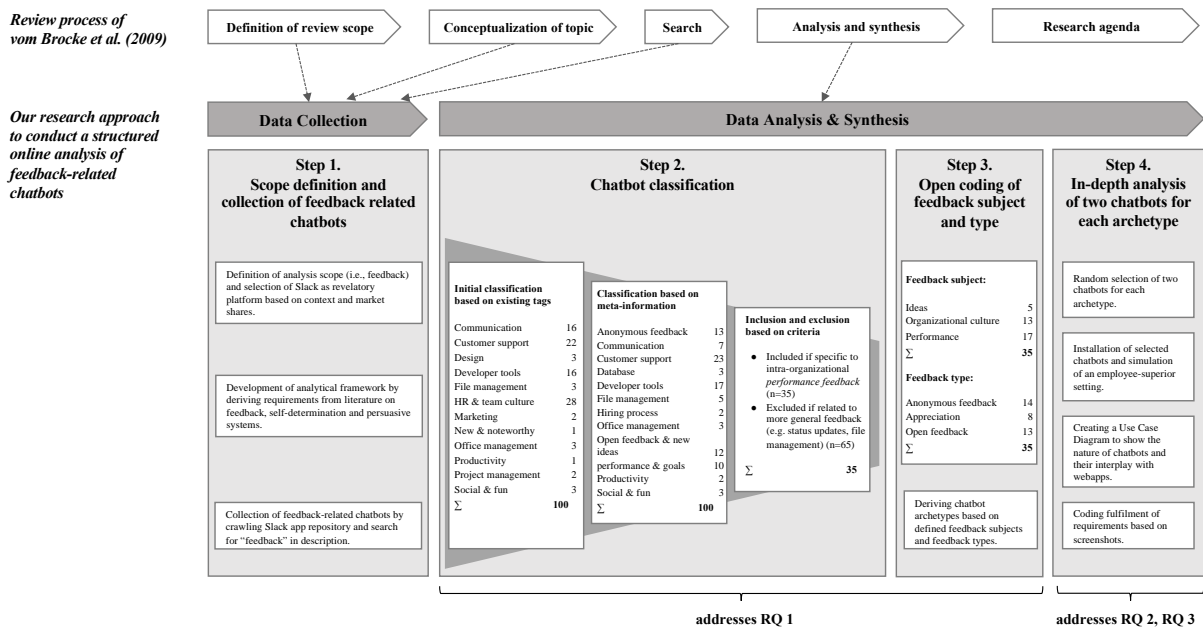 Review process of
vom Brocke et al. (2009)
Definition of review scope
Conceptualization of topic
Search
Analysis and synthesis
Research agenda
Our research approach
to conduct a structured
online analysis of
feedback-related
chatbots
Data Collection
Data Analysis & Synthesis
Step 1.
Scope definition and
collection of feedback related
chatbots
Definition of analysis scope (i.e., feedback)
and selection of Slack as revelatory
platform based on context and market
shares.
Development of analytical framework by
deriving requirements from literature on
feedback, self-determination and persuasive
systems.
Collection of feedback-related chatbots by
crawling Slack app repository and search
for “feedback” in description.
Step 2.
Chatbot classification
Initial classification
based on existing tags
Communication 16
Customer support 22
Design 3
Developer tools 16
File management 3
HR & team culture 28
Marketing 2
New & noteworthy 1
Office management 3
Productivity 1
Project management 2
Social & fun 3
∑ 100
Classification based on
meta-information
Anonymous feedback 13
Communication 7
Customer support 23
Database 3
Developer tools 17
File management 5
Hiring process 2
Office management 3
Open feedback & new
ideas 12
performance & goals 10
Productivity 2
Social & fun 3
∑ 100
Inclusion and exclusion
based on criteria
● Included if specific to
intra-organizational
performance feedback
(n=35)
● Excluded if related to
more general feedback
(e.g. status updates, file
management) (n=65)
∑ 35
Step 3.
Open coding of
feedback subject
and type
Feedback subject:
Ideas 5
Organizational culture 13
Performance 17
∑ 35
Feedback type:
Anonymous feedback 14
Appreciation 8
Open feedback 13
∑ 35
Deriving chatbot
archetypes based on
defined feedback subjects
and feedback types.
Step 4.
In-depth analysis
of two chatbots for
each archetype
Random selection of two
chatbots for each
archetype.
Installation of selected
chatbots and simulation of
an employee-superior
setting.
Creating a Use Case
Diagram to show the
nature of chatbots and
their interplay with
webapps.
Coding fulfilment of
requirements based on
screenshots.
addresses RQ 1
addresses RQ 2, RQ 3